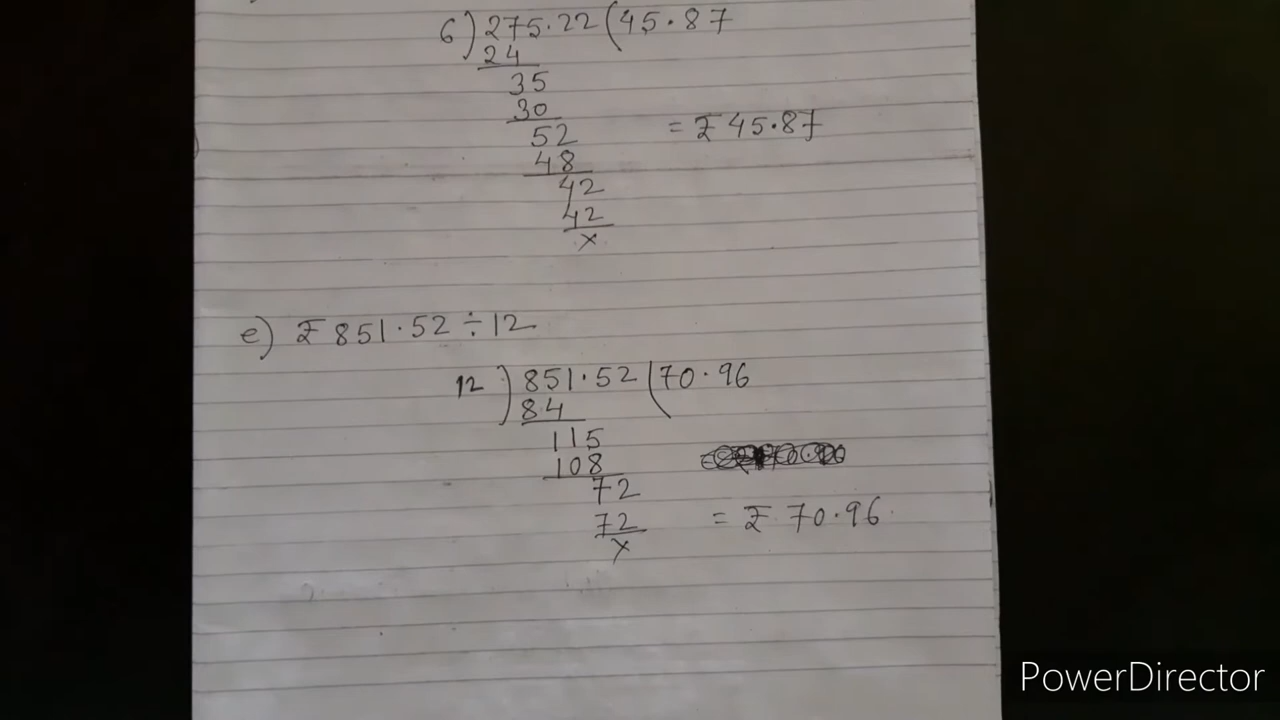 6) 275.22 (45.87
24
35
30
52
= ₹ 45.87
48
42
42
x
e) ₹ 851.52 ÷ 12
12 ) 851.52 (70.96
84
115
108
72
72
= ₹ 70.96
x
PowerDirector